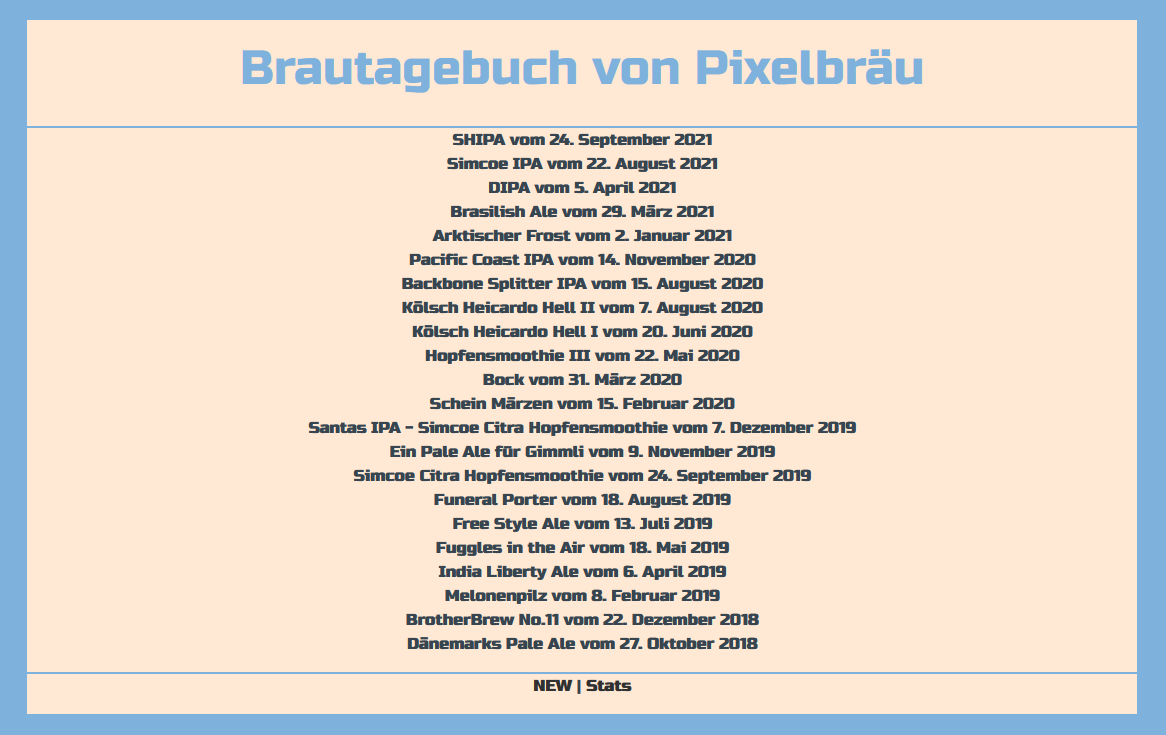 Brautagebuch von Pixelbräu
SHIPA vom 24. September 2021
Simcoe IPA vom 22. August 2021
DIPA vom 5. April 2021
Brasilish Ale vom 29. März 2021
Arktischer Frost vom 2. Januar 2021
Pacific Coast IPA vom 14. November 2020
Backbone Splitter IPA vom 15. August 2020
Kölsch Heicardo Hell II vom 7. August 2020
Kölsch Heicardo Hell I vom 20. Juni 2020
Hopfensmoothie III vom 22. Mai 2020
Bock vom 31. März 2020
Schein Märzen vom 15. Februar 2020
Santas IPA - Simcoe Citra Hopfensmoothie vom 7. Dezember 2019
Ein Pale Ale für Gimmli vom 9. November 2019
Simcoe Citra Hopfensmoothie vom 24. September 2019
Funeral Porter vom 18. August 2019
Free Style Ale vom 13. Juli 2019
Fuggles in the Air vom 18. Mai 2019
India Liberty Ale vom 6. April 2019
Melonenpilz vom 8. Februar 2019
BrotherBrew No.11 vom 22. Dezember 2018
Dänemarks Pale Ale vom 27. Oktober 2018
NEW | Stats